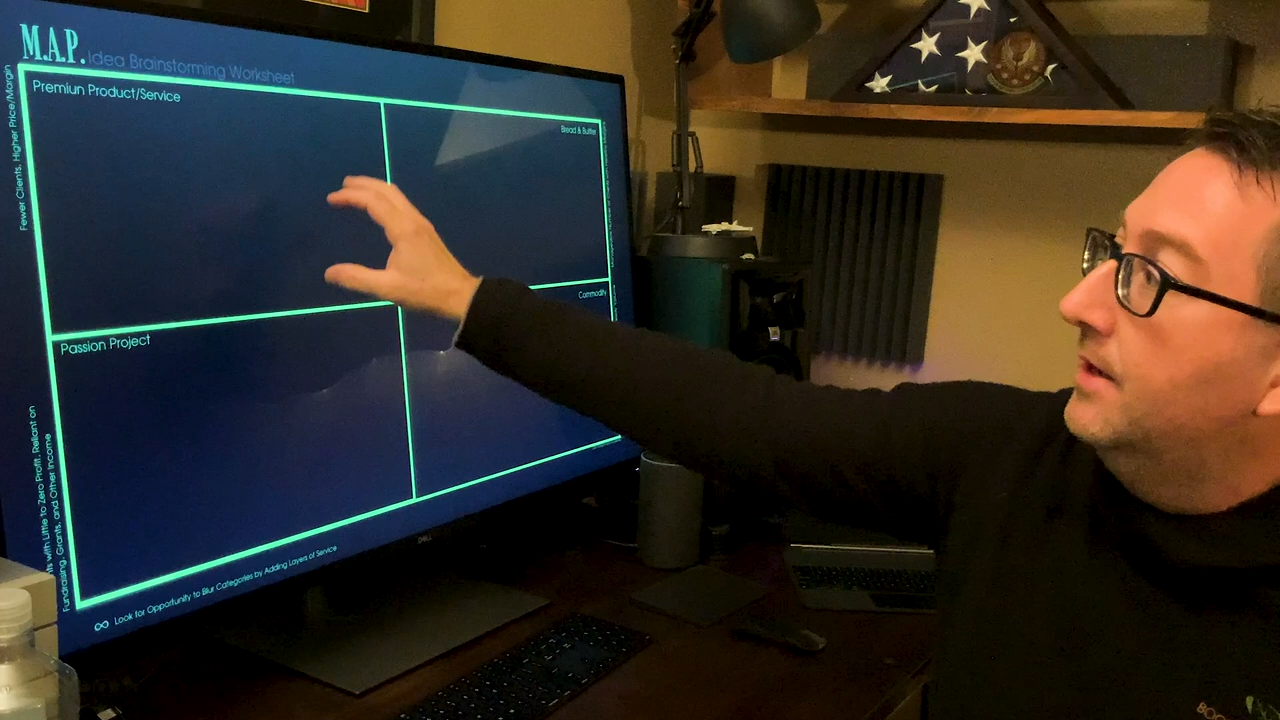 M.A.P. Idea Brainstorming Worksheet
Fewer Clients, Higher Price/Margin
Premiun Product/Service
Bread & Butter
Passion Project
Commodity
with Little to Zero Profit. Reliant on
Fundraising, Grants, and Other Income
Look for Opportunity to Blur Categories by Adding Layers of Service
DELL